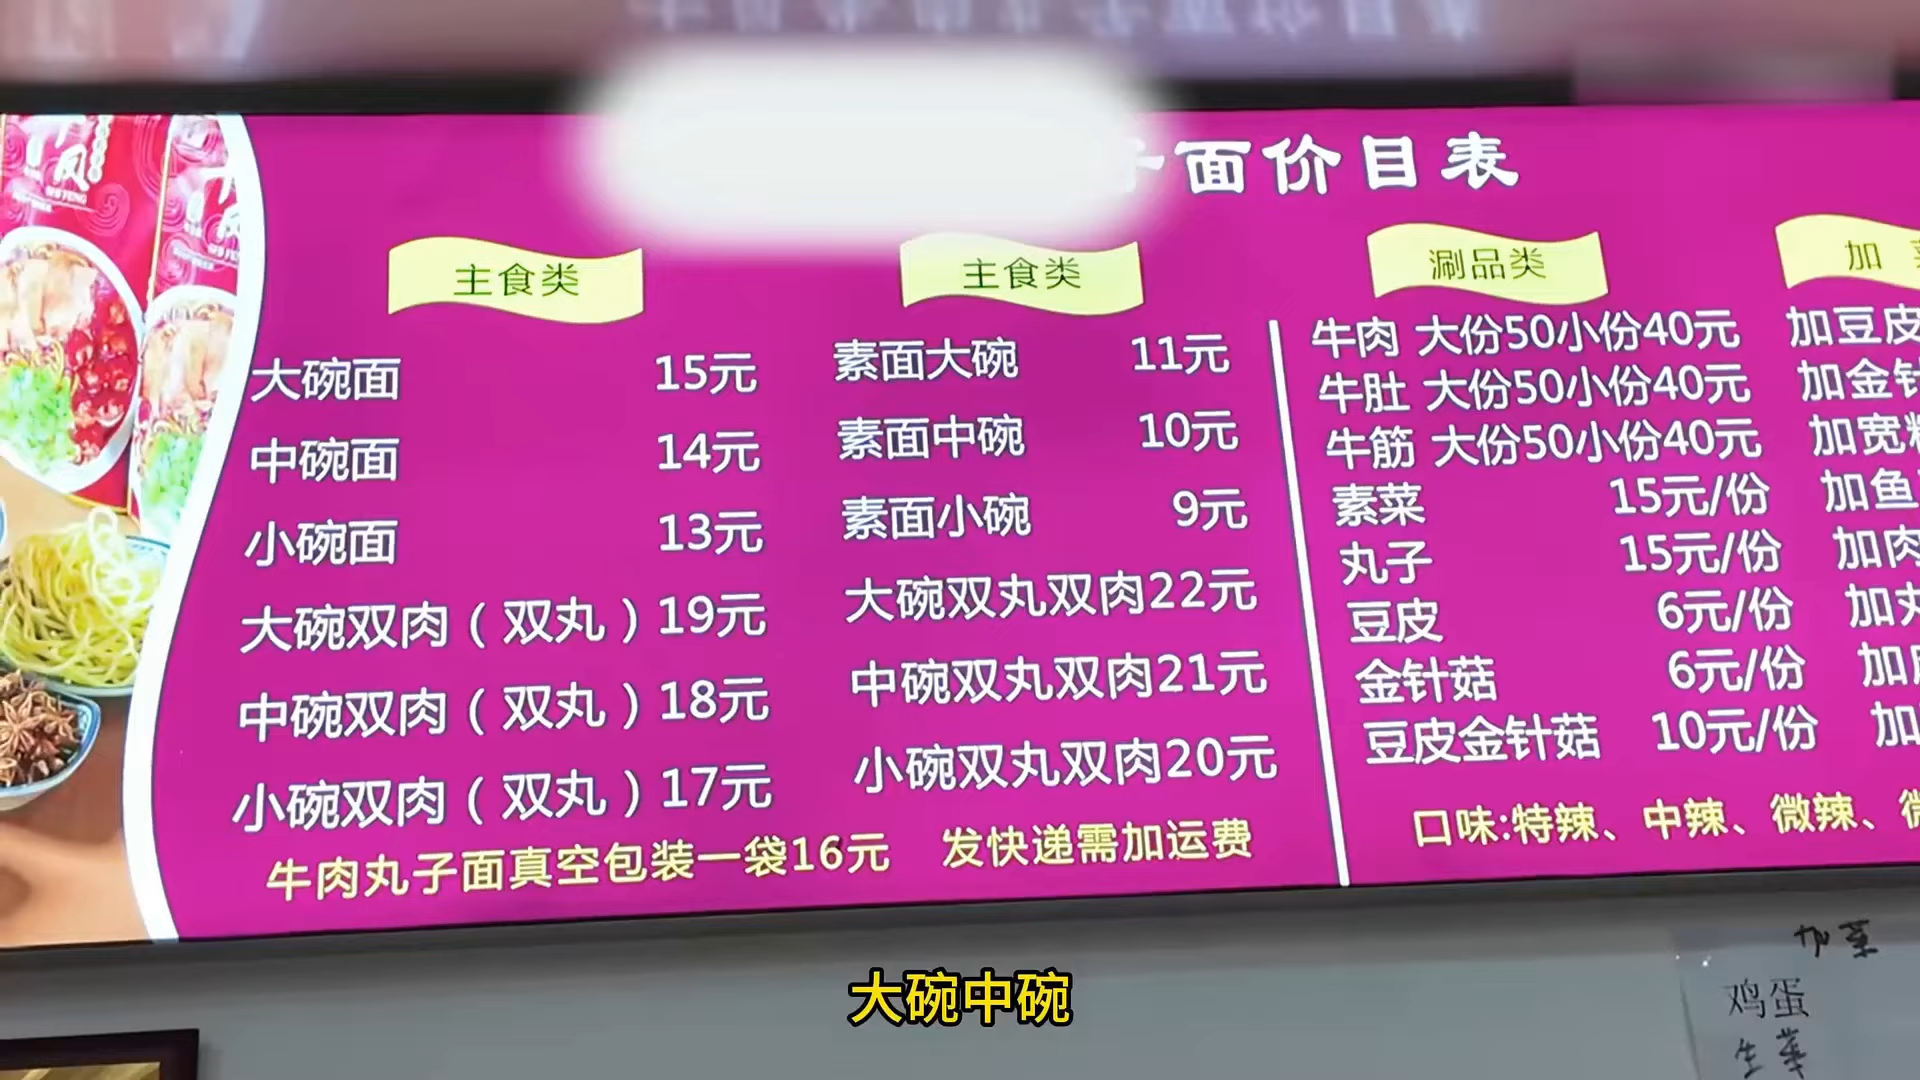 面价目表
主食类
大碗面 15元
中碗面 14元
小碗面 13元
大碗双肉（双丸）19元
中碗双肉（双丸）18元
小碗双肉（双丸）17元
主食类
素面大碗 11元
素面中碗 10元
素面小碗 9元
大碗双丸双肉22元
中碗双丸双肉21元
小碗双丸双肉20元
牛肉丸子面真空包装一袋16元 发快递需加运费
涮品类
牛肉 大份50小份40元
牛肚 大份50小份40元
牛筋 大份50小份40元
素菜 15元/份
丸子 15元/份
豆皮 6元/份
金针菇 6元/份
豆皮金针菇 10元/份
口味:特辣、中辣、微辣、
加
加豆皮
加金针
加宽
加鱼
加肉
加丸
加
加
加菜
鸡蛋
生菜
大碗中碗